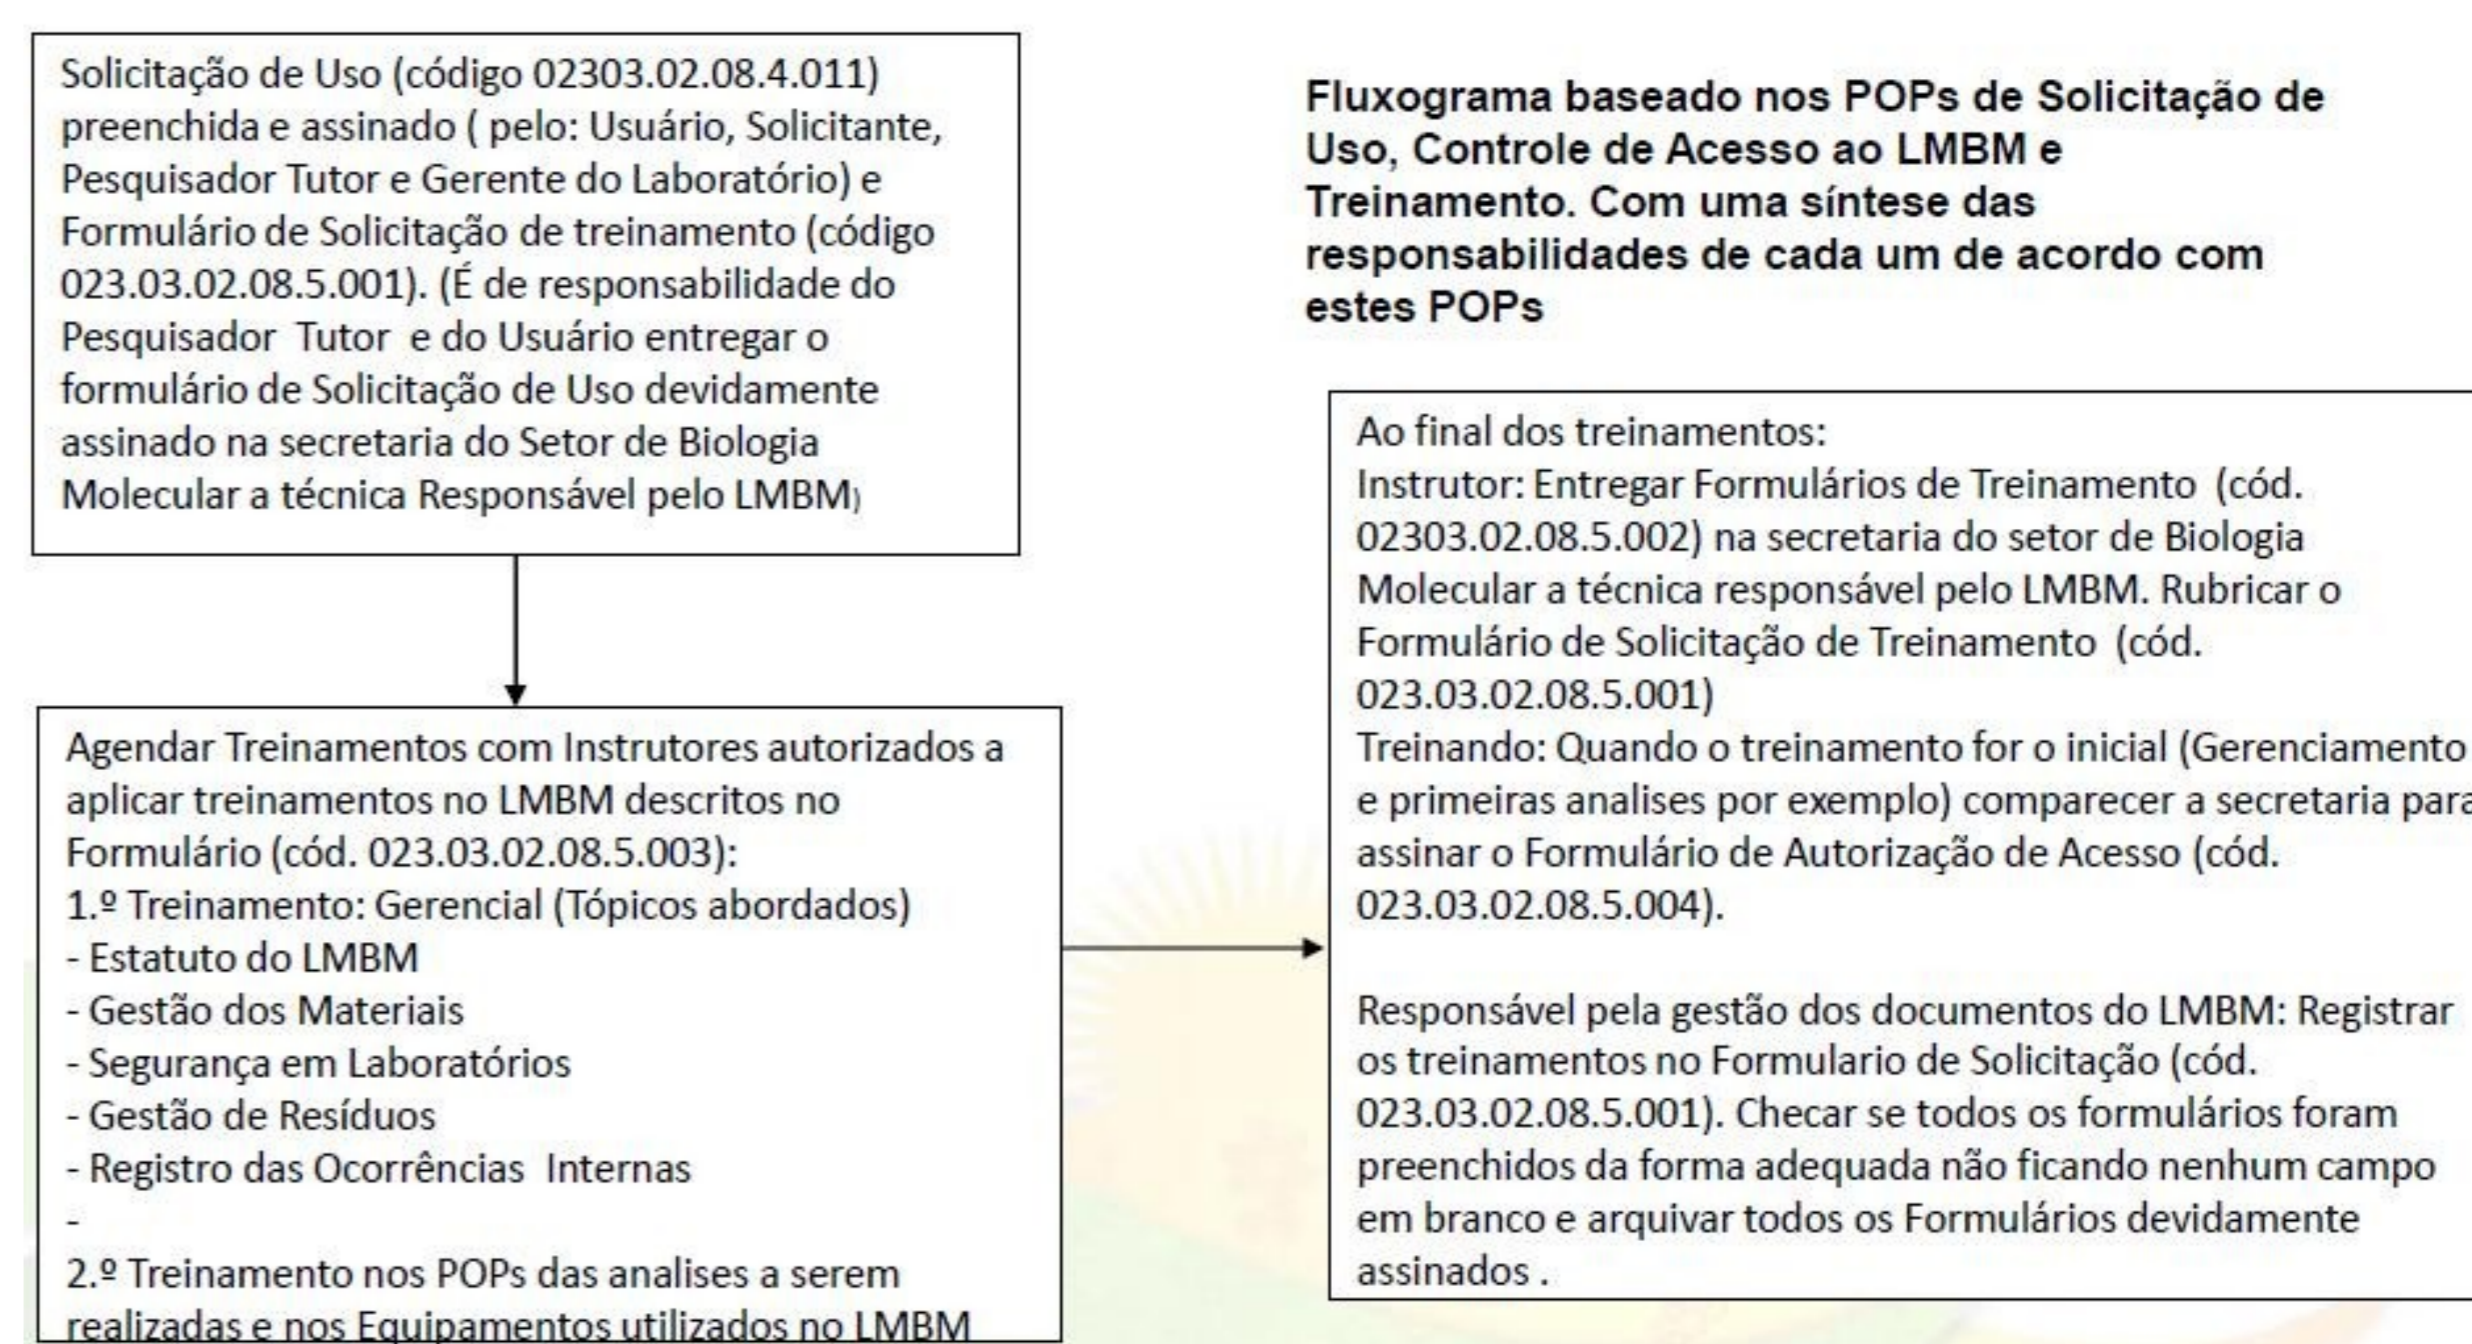 Solicitação de Uso (código 02303.02.08.4.011)
preenchida e assinado ( pelo: Usuário, Solicitante,
Pesquisador Tutor e Gerente do Laboratório) e
Formulário de Solicitação de treinamento (código
023.03.02.08.5.001). (É de responsabilidade do
Pesquisador Tutor e do Usuário entregar o
formulário de Solicitação de Uso devidamente
assinado na secretaria do Setor de Biologia
Molecular a técnica Responsável pelo LMBM)
Fluxograma baseado nos POPs de Solicitação de
Uso, Controle de Acesso ao LMBM e
Treinamento. Com uma síntese das
responsabilidades de cada um de acordo com
estes POPs
Agendar Treinamentos com Instrutores autorizados a
aplicar treinamentos no LMBM descritos no
Formulário (cód. 023.03.02.08.5.003):
1.º Treinamento: Gerencial (Tópicos abordados)
- Estatuto do LMBM
- Gestão dos Materiais
- Segurança em Laboratórios
- Gestão de Resíduos
- Registro das Ocorrências Internas
-
2.º Treinamento nos POPs das analises a serem
realizadas e nos Equipamentos utilizados no LMBM
Ao final dos treinamentos:
Instrutor: Entregar Formulários de Treinamento (cód.
02303.02.08.5.002) na secretaria do setor de Biologia
Molecular a técnica responsável pelo LMBM. Rubricar o
Formulário de Solicitação de Treinamento (cód.
023.03.02.08.5.001)
Treinando: Quando o treinamento for o inicial (Gerenciamento
e primeiras analises por exemplo) comparecer a secretaria para
assinar o Formulário de Autorização de Acesso (cód.
023.03.02.08.5.004).
Responsável pela gestão dos documentos do LMBM: Registrar
os treinamentos no Formulario de Solicitação (cód.
023.03.02.08.5.001). Checar se todos os formulários foram
preenchidos da forma adequada não ficando nenhum campo
em branco e arquivar todos os Formulários devidamente
assinados .